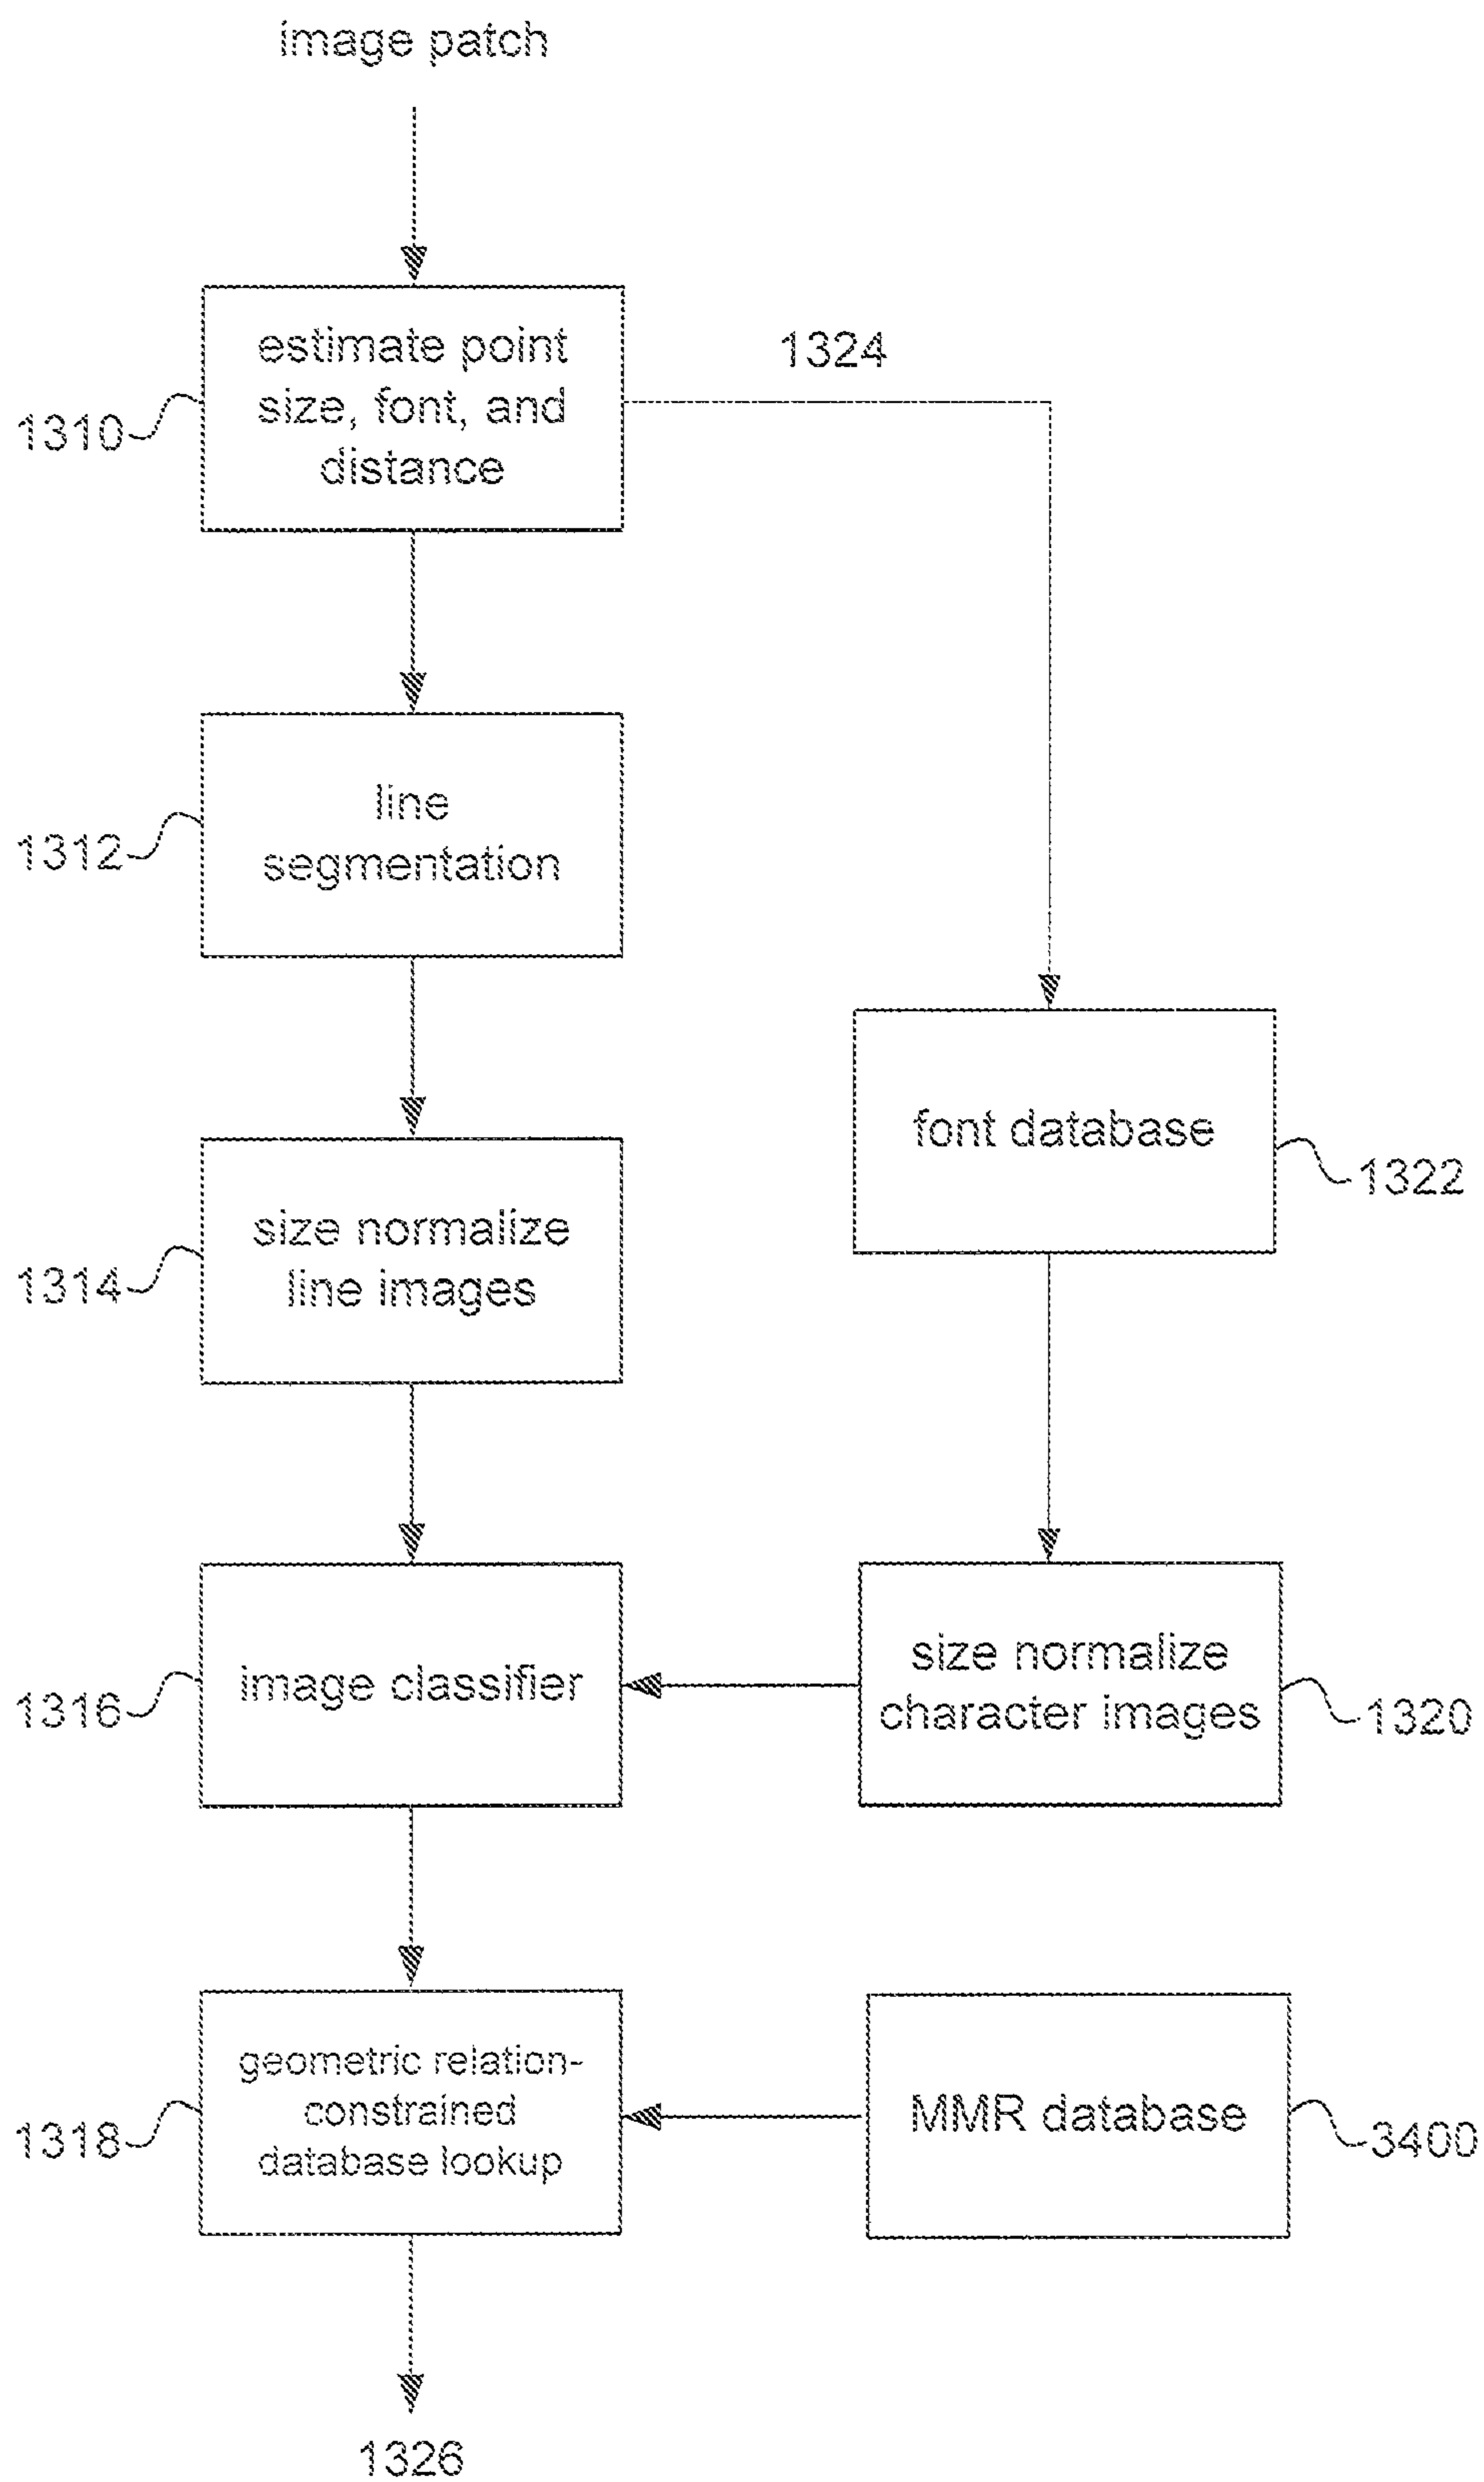 image patch
estimate point
size, font, and
distance
1310
1324
line
segmentation
1312
font database
1322
size normalize
line images
1314
image classifier
1316
size normalize
character images
1320
geometric relation-
constrained
database lookup
1318
MMR database
3400
1326